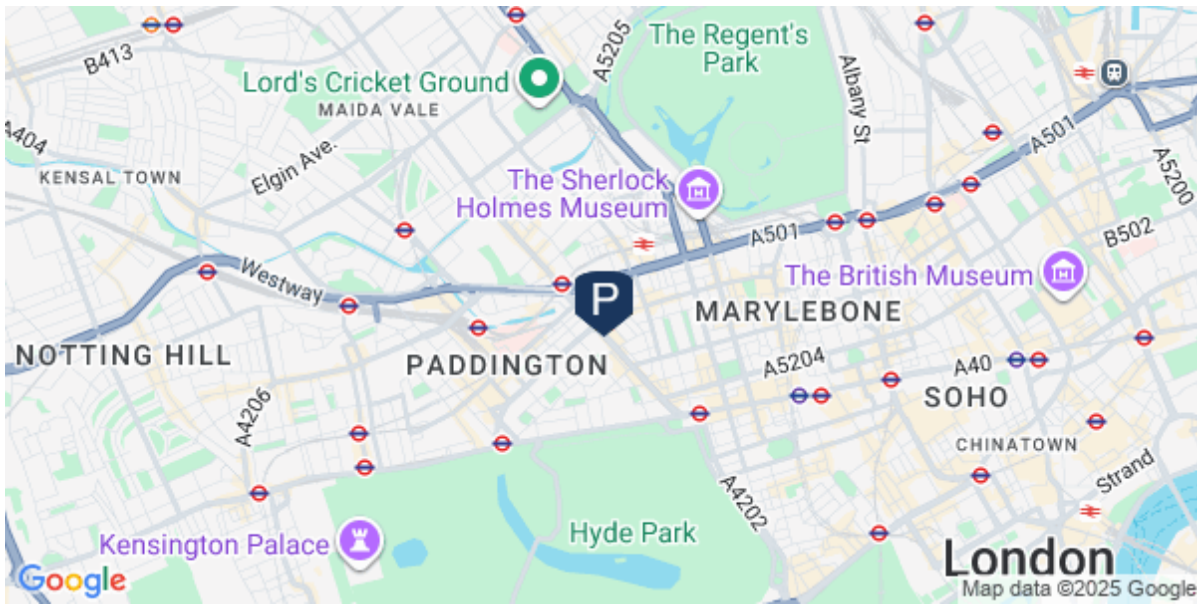 B413
A5205
The Regent's
Park
Lord's Cricket Ground
MAIDA VALE
Albany St
A404
A501
A5200
Elgin Ave.
KENSAL TOWN
The Sherlock
Holmes Museum
A501
B502
Westway
The British Museum
P
MARYLEBONE
NOTTING HILL
PADDINGTON
A5204
A40
SOHO
A4206
CHINATOWN
Strand
A4202
Hyde Park
Kensington Palace
London
Google
Map data ©2025 Google